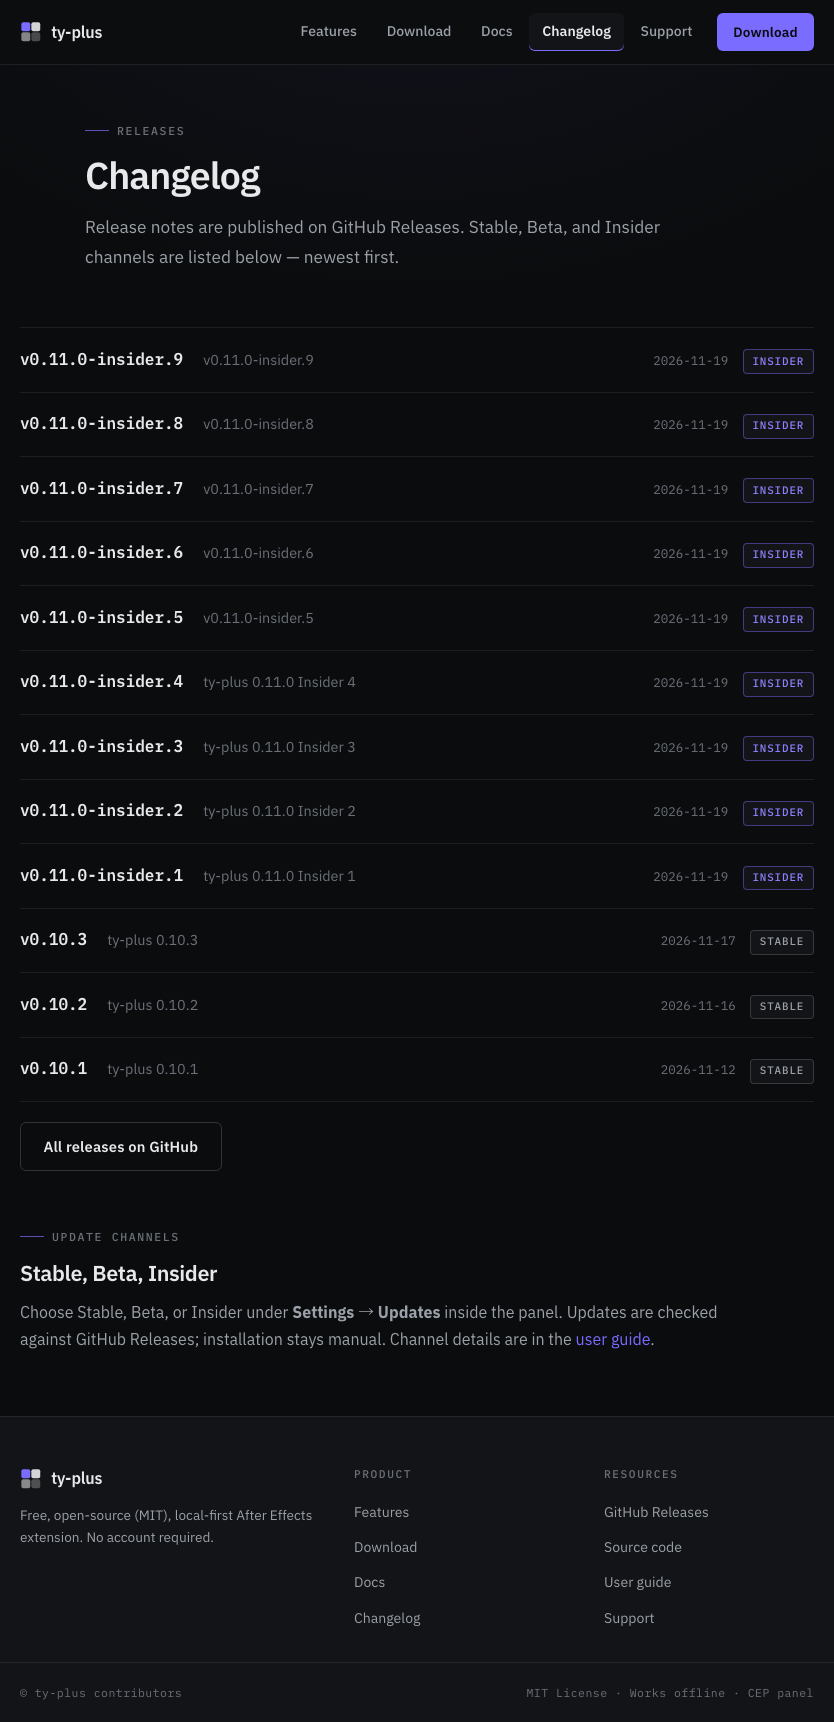 ty-plus
Features Download Docs Changelog Support Download
RELEASES
Changelog
Release notes are published on GitHub Releases. Stable, Beta, and Insider
channels are listed below — newest first.
v0.11.0-insider.9 v0.11.0-insider.9 2026-11-19 INSIDER
v0.11.0-insider.8 v0.11.0-insider.8 2026-11-19 INSIDER
v0.11.0-insider.7 v0.11.0-insider.7 2026-11-19 INSIDER
v0.11.0-insider.6 v0.11.0-insider.6 2026-11-19 INSIDER
v0.11.0-insider.5 v0.11.0-insider.5 2026-11-19 INSIDER
v0.11.0-insider.4 ty-plus 0.11.0 Insider 4 2026-11-19 INSIDER
v0.11.0-insider.3 ty-plus 0.11.0 Insider 3 2026-11-19 INSIDER
v0.11.0-insider.2 ty-plus 0.11.0 Insider 2 2026-11-19 INSIDER
v0.11.0-insider.1 ty-plus 0.11.0 Insider 1 2026-11-19 INSIDER
v0.10.3 ty-plus 0.10.3 2026-11-17 STABLE
v0.10.2 ty-plus 0.10.2 2026-11-16 STABLE
v0.10.1 ty-plus 0.10.1 2026-11-12 STABLE
All releases on GitHub
UPDATE CHANNELS
Stable, Beta, Insider
Choose Stable, Beta, or Insider under Settings → Updates inside the panel. Updates are checked
against GitHub Releases; installation stays manual. Channel details are in the user guide.
ty-plus
Free, open-source (MIT), local-first After Effects
extension. No account required.
PRODUCT
Features
Download
Docs
Changelog
RESOURCES
GitHub Releases
Source code
User guide
Support
© ty-plus contributors
MIT License · Works offline · CEP panel